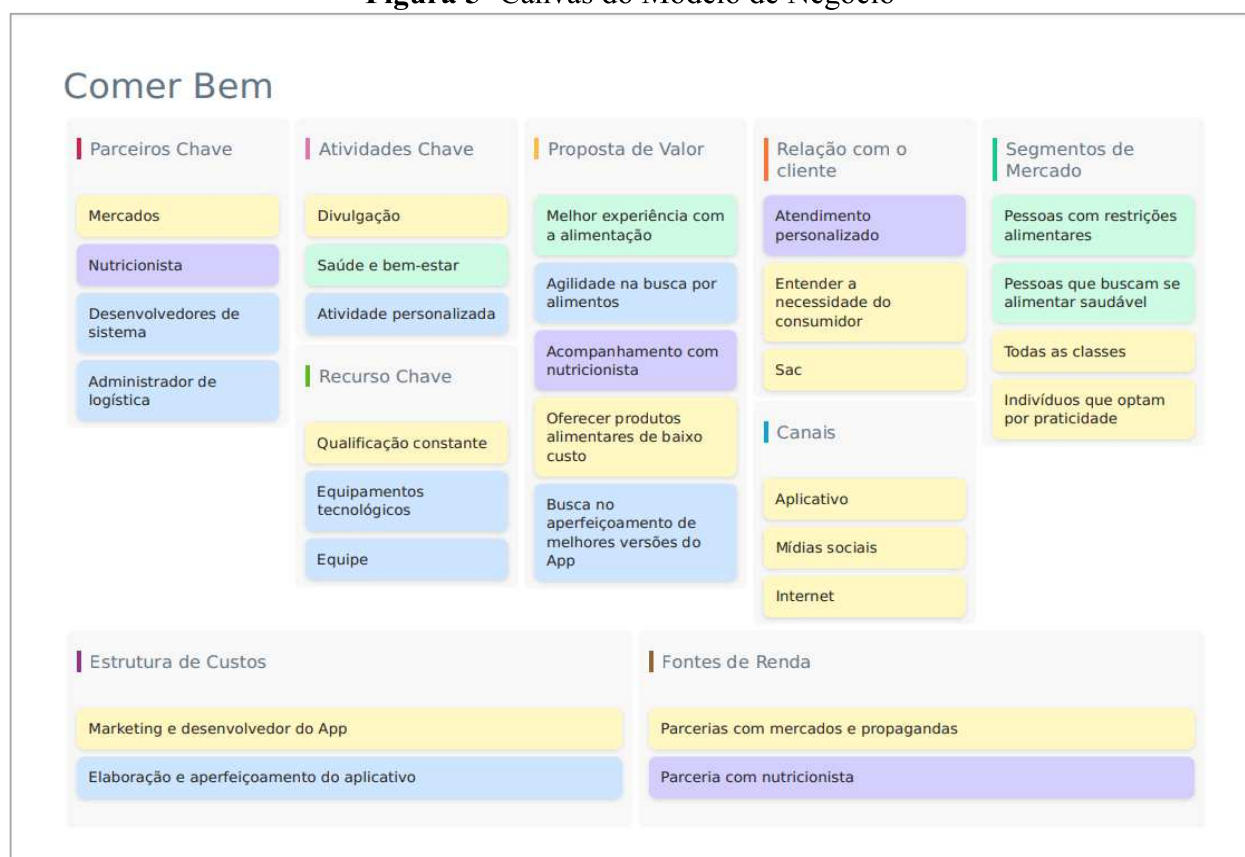 Figura 3- Canvas do Modelo de Negócio
Comer Bem
Parceiros Chave
Mercados
Nutricionista
Desenvolvedores de
sistema
Administrador de
logística
Atividades Chave
Divulgação
Saúde e bem-estar
Atividade personalizada
Recurso Chave
Qualificação constante
Equipamentos
tecnológicos
Equipe
Proposta de Valor
Melhor experiência com
a alimentação
Agilidade na busca por
alimentos
Acompanhamento com
nutricionista
Oferecer produtos
alimentares de baixo
custo
Busca no
aperfeiçoamento de
melhores versões do
App
Relação com o
cliente
Atendimento
personalizado
Entender a
necessidade do
consumidor
Sac
Canais
Aplicativo
Mídias sociais
Internet
Segmentos de
Mercado
Pessoas com restrições
alimentares
Pessoas que buscam se
alimentar saudável
Todas as classes
Indivíduos que optam
por praticidade
Estrutura de Custos
Marketing e desenvolvedor do App
Elaboração e aperfeiçoamento do aplicativo
Fontes de Renda
Parcerias com mercados e propagandas
Parceria com nutricionista